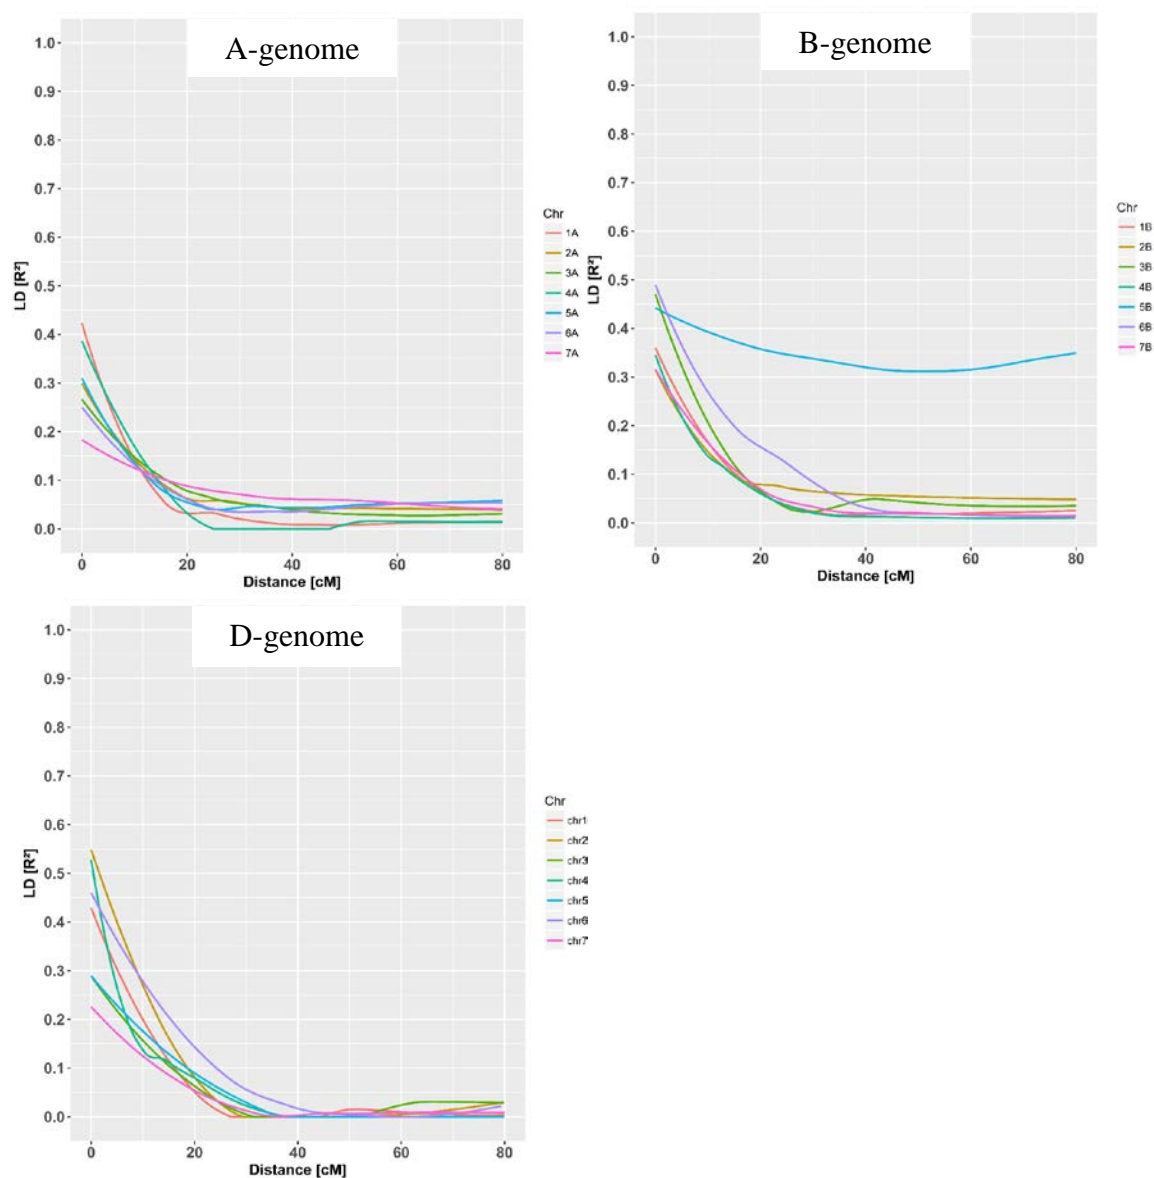 A-genome
1.0
0.9
0.8
0.7
0.6
0.5
0.4
0.3
0.2
0.1
0.0
LD [R²]
0 20 40 60 80
Distance [cM]
Chr
1A
2A
3A
4A
5A
6A
7A
B-genome
1.0
0.9
0.8
0.7
0.6
0.5
0.4
0.3
0.2
0.1
0.0
LD [R²]
0 20 40 60 80
Distance [cM]
Chr
1B
2B
3B
4B
5B
6B
7B
D-genome
1.0
0.9
0.8
0.7
0.6
0.5
0.4
0.3
0.2
0.1
0.0
LD [R²]
0 20 40 60 80
Distance [cM]
Chr
chr1
chr2
chr3
chr4
chr5
chr6
chr7